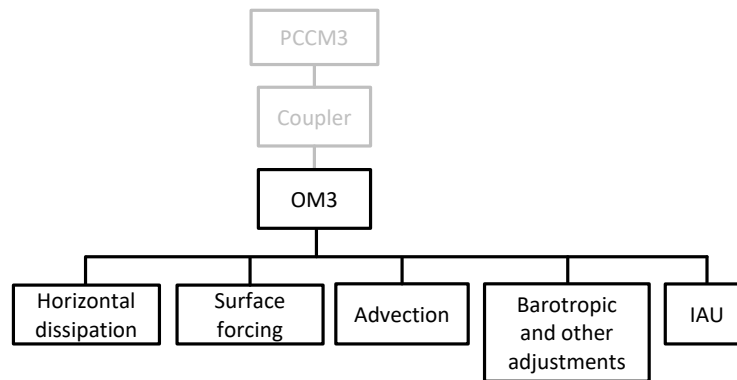 PCCM3
Coupler
OM3
Horizontal
dissipation
Surface
forcing
Advection
Barotropic
and other
adjustments
IAU